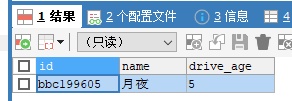 1 结果 2 个配置文件 3 信息 4
（只读）
id name drive_age
bbc199605 月夜 5